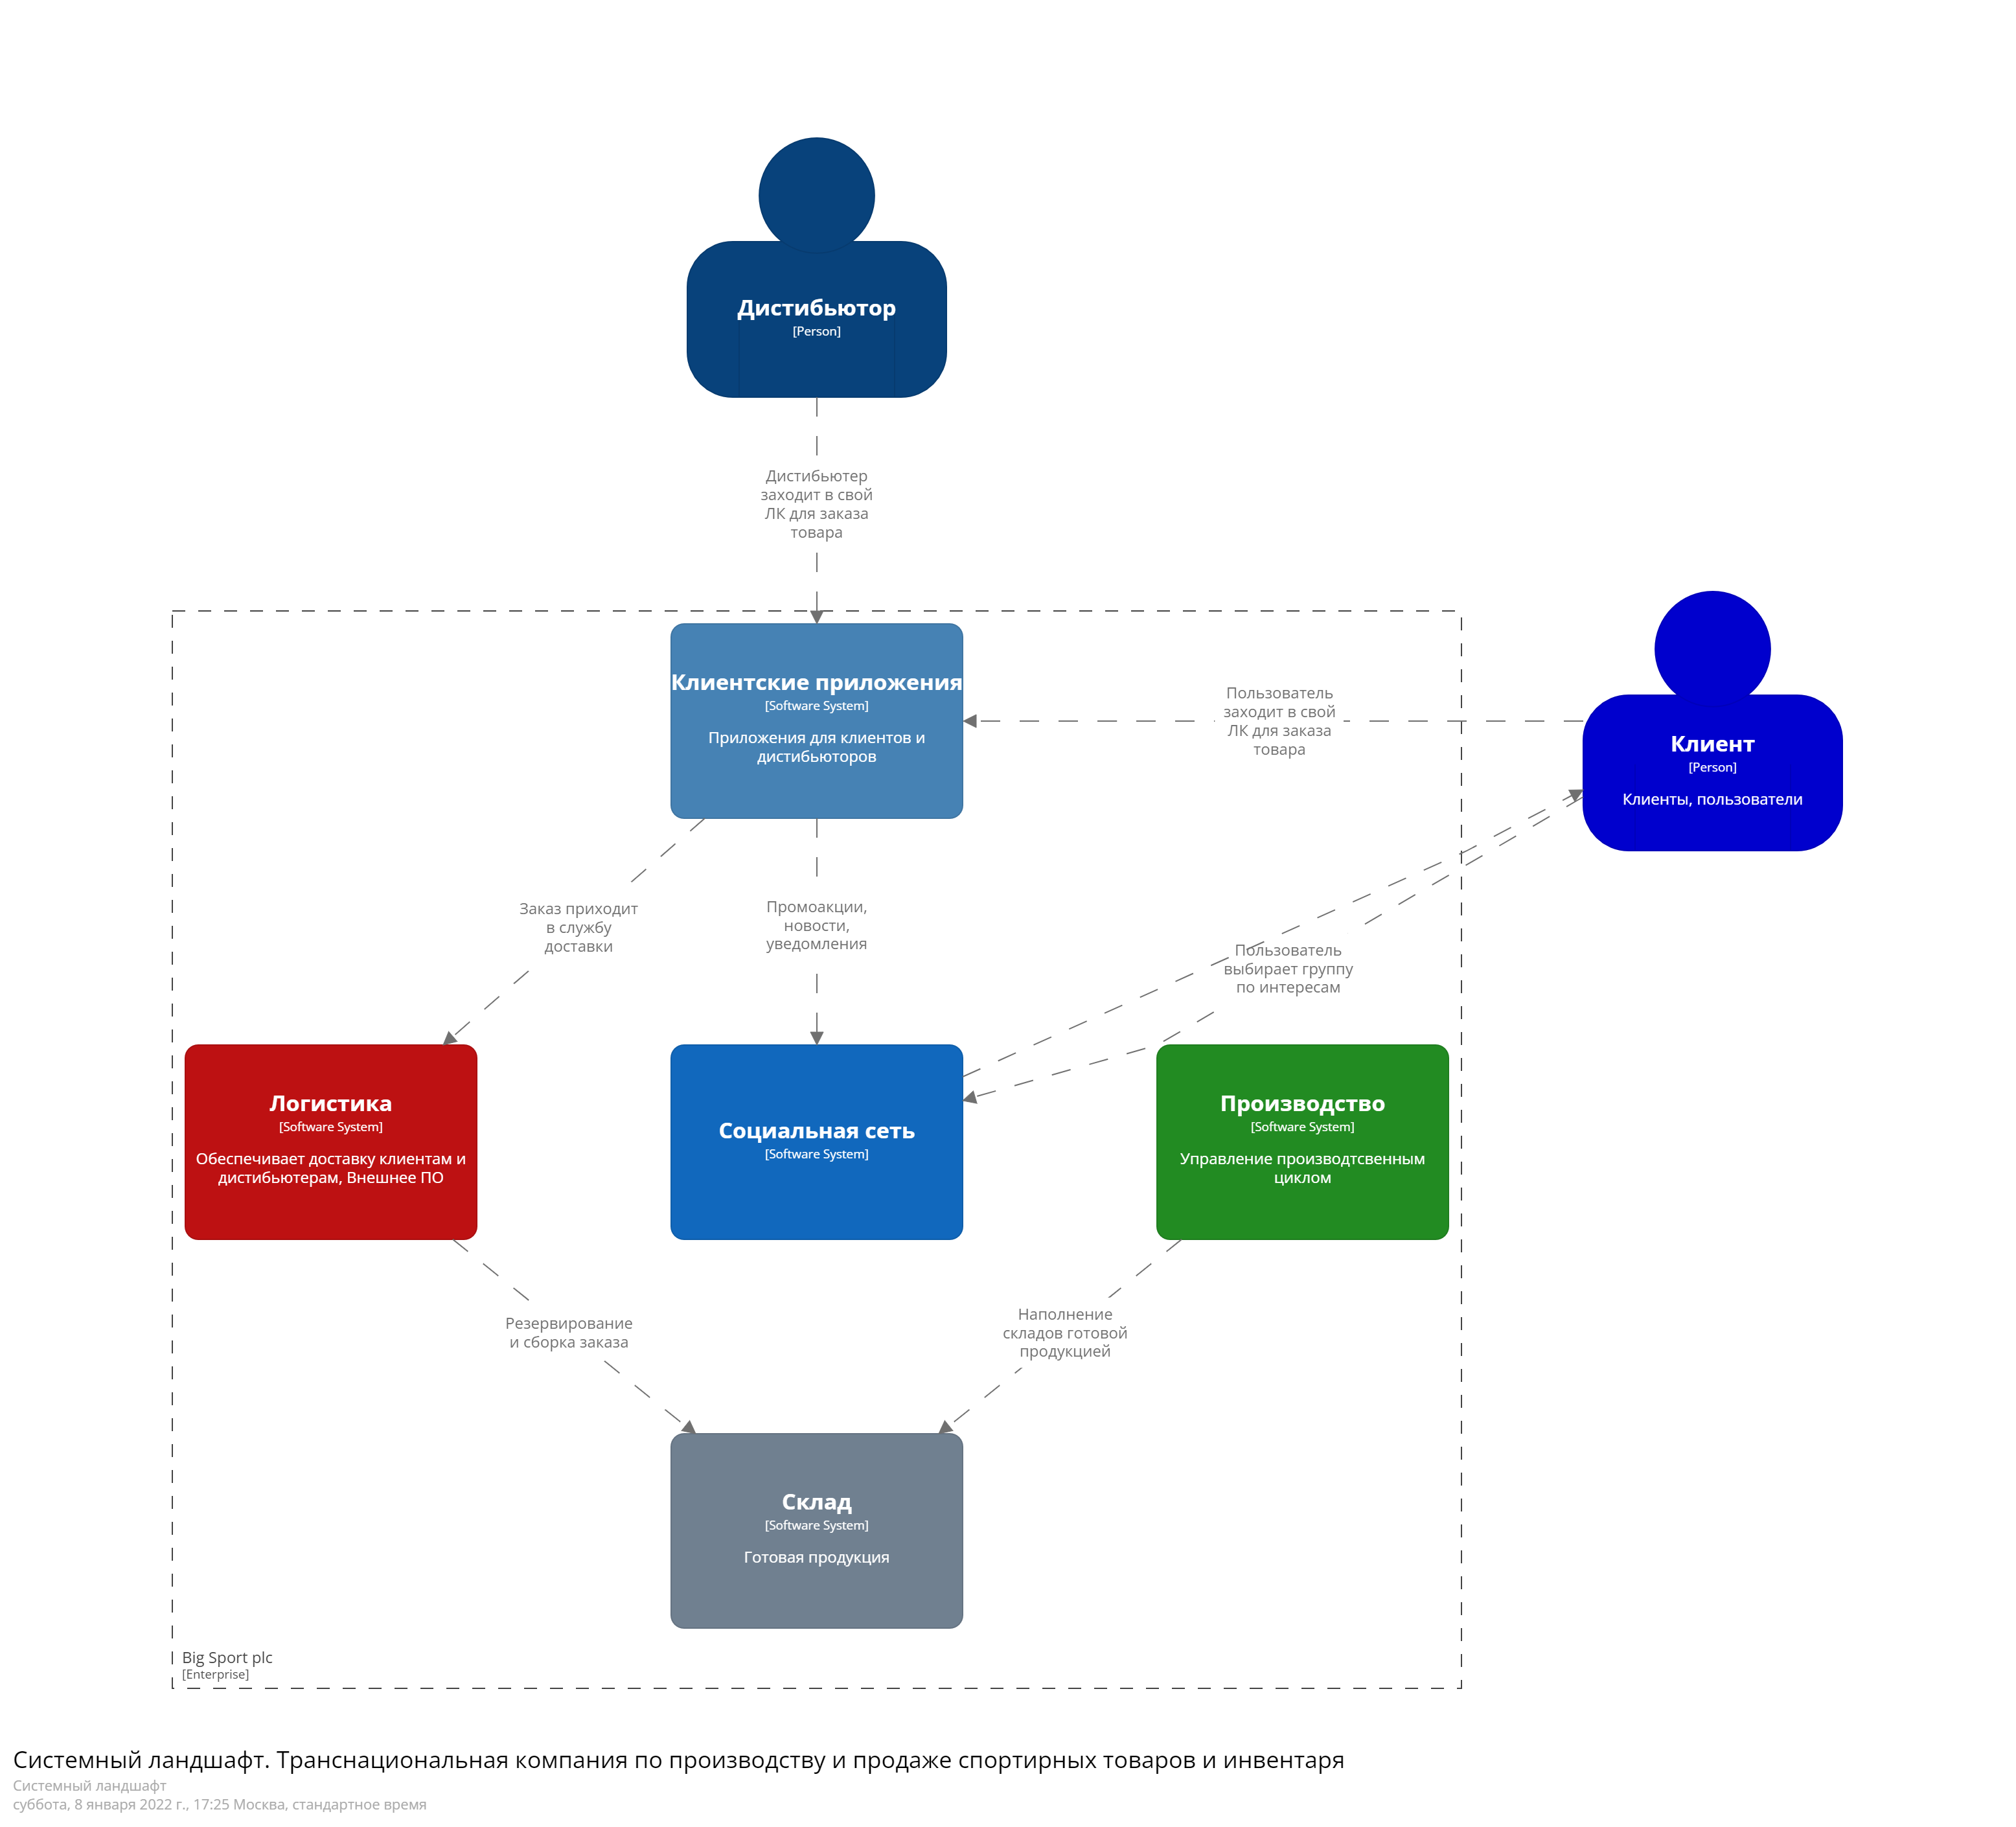 Дистибьютор
[Person]
Дистибьютер
заходит в свой
ЛК для заказа
товара
Клиентские приложения
[Software System]
Приложения для клиентов и
дистибьюторов
Пользователь
заходит в свой
ЛК для заказа
товара
Клиент
[Person]
Клиенты, пользователи
Заказ приходит
в службу
доставки
Промоакции,
новости,
уведомления
Пользователь
выбирает группу
по интересам
Логистика
[Software System]
Обеспечивает доставку клиентам и
дистибьютерам, Внешнее ПО
Социальная сеть
[Software System]
Производство
[Software System]
Управление производтсвенным
циклом
Резервирование
и сборка заказа
Наполнение
складов готовой
продукцией
Склад
[Software System]
Готовая продукция
Big Sport plc
[Enterprise]
Системный ландшафт. Транснациональная компания по производству и продаже спортирных товаров и инвентаря
Системный ландшафт
суббота, 8 января 2022 г., 17:25 Москва, стандартное время